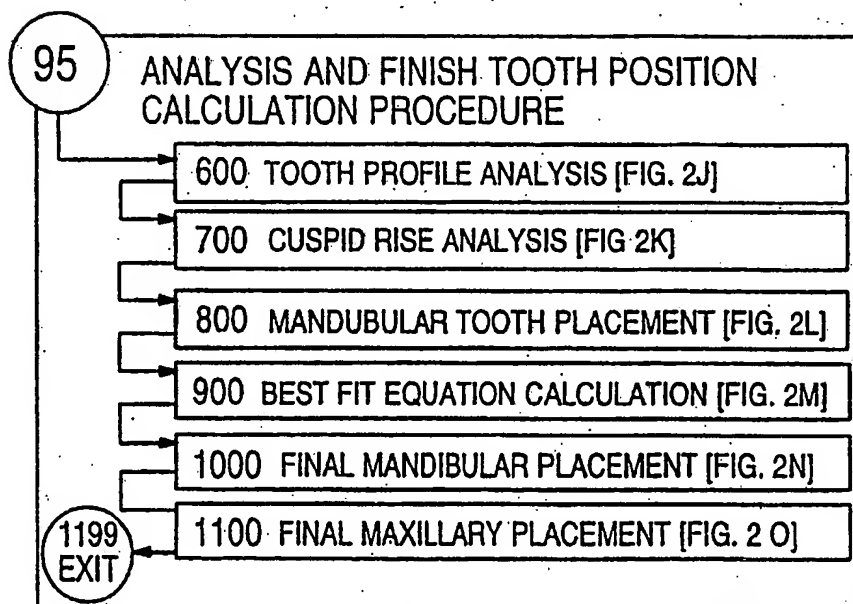 95
ANALYSIS AND FINISH TOOTH POSITION
CALCULATION PROCEDURE
600 TOOTH PROFILE ANALYSIS [FIG. 2J]
700 CUSPID RISE ANALYSIS [FIG 2K]
800 MANDUBULAR TOOTH PLACEMENT [FIG. 2L]
900 BEST FIT EQUATION CALCULATION [FIG. 2M]
1000 FINAL MANDIBULAR PLACEMENT [FIG. 2N]
1100 FINAL MAXILLARY PLACEMENT [FIG. 2 O]
1199
EXIT